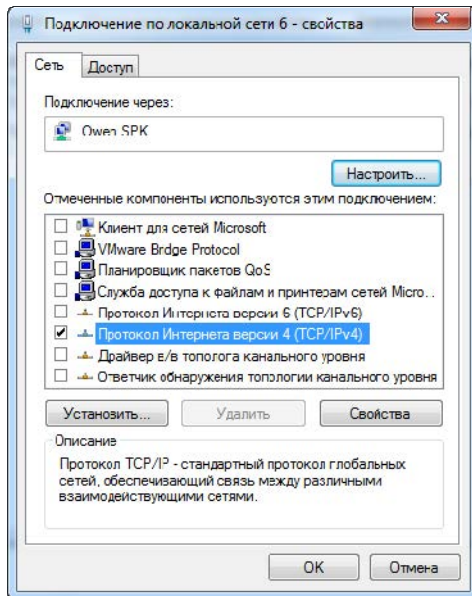 Подключение по локальной сети 6 - свойства
Сеть
Доступ
Подключение через:
Owen SPK
Настроить...
Отмеченные компоненты используются этим подключением:
Клиент для сетей Microsoft
VMware Bridge Protocol
Планировщик пакетов QoS
Служба доступа к файлам и принтерам сетей Micro...
Протокол Интернета версии 6 (TCP/IPv6)
Протокол Интернета версии 4 (TCP/IPv4)
Драйвер в/в тополога канального уровня
Ответчик обнаружения топологии канального уровня
Установить...
Удалить
Свойства
Описание
Протокол TCP/IP - стандартный протокол глобальных
сетей, обеспечивающий связь между различными
взаимодействующими сетями.
OK
Отмена